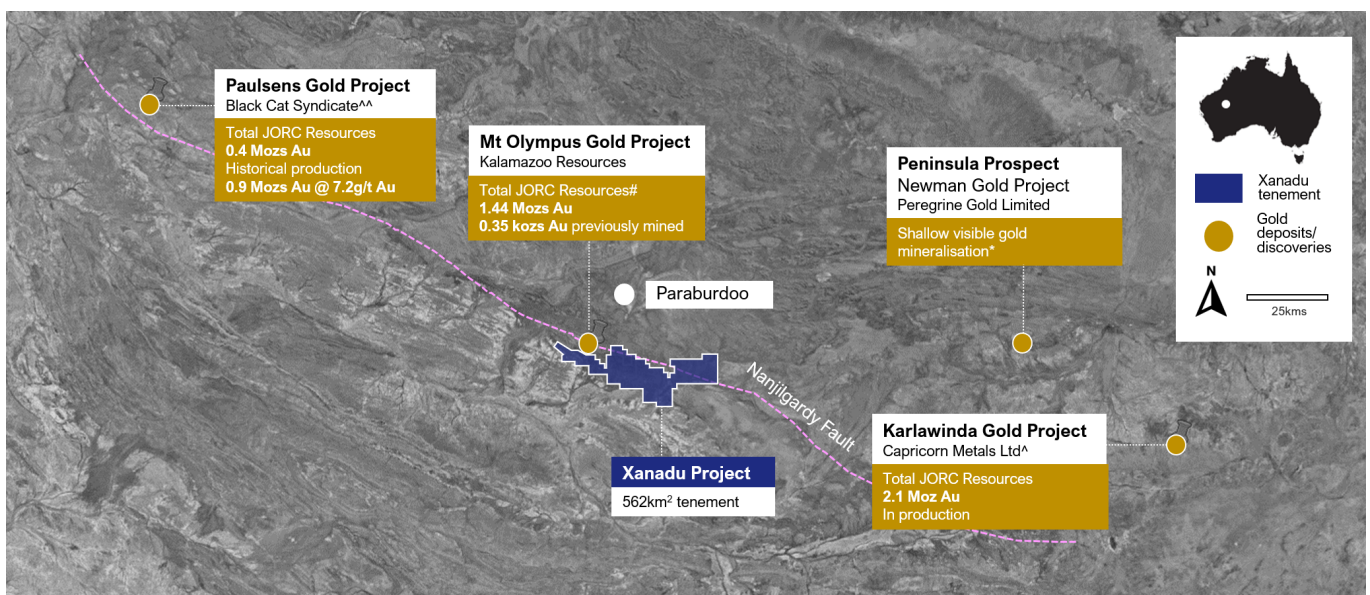 Paulsens Gold Project
Black Cat Syndicate^^
Total JORC Resources
0.4 Mozs Au
Historical production
0.9 Mozs Au @ 7.2g/t Au
Mt Olympus Gold Project
Kalamazoo Resources
Total JORC Resources#
1.44 Mozs Au
0.35 kozs Au previously mined
Peninsula Prospect
Newman Gold Project
Peregrine Gold Limited
Shallow visible gold
mineralisation*
Xanadu
tenement
Gold
deposits/
discoveries
N
25kms
Paraburdoo
Nanjilgardy Fault
Karlawinda Gold Project
Capricorn Metals Ltd^
Total JORC Resources
2.1 Moz Au
In production
Xanadu Project
562km² tenement